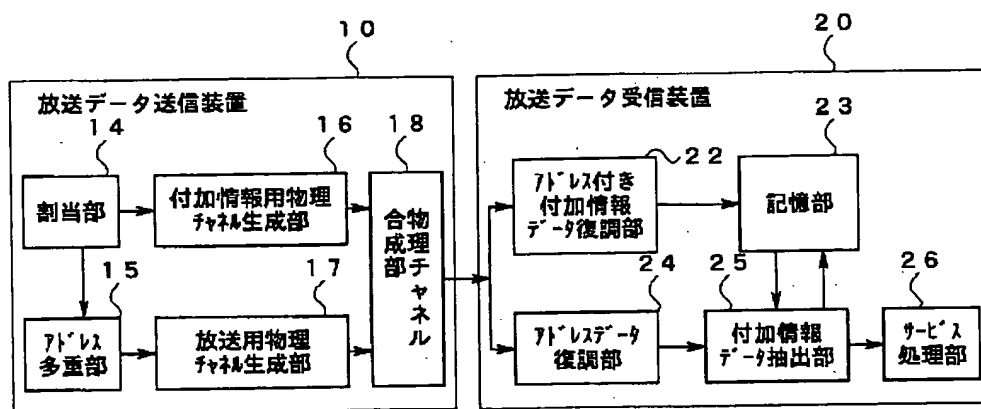 １０
２０
放送データ送信装置
放送データ受信装置
１４
１６
１８
２２
２３
割当部
付加情報用物理
ﾁｬﾈﾙ生成部
物理チャネル
合成部
ｱﾄﾞﾚｽ付き
付加情報
ﾃﾞｰﾀ復調部
記憶部
１５
１７
２４
２５
２６
ｱﾄﾞﾚｽ
多重部
放送用物理
ﾁｬﾈﾙ生成部
ｱﾄﾞﾚｽﾃﾞｰﾀ
復調部
付加情報
ﾃﾞｰﾀ抽出部
ｻｰﾋﾞｽ
処理部